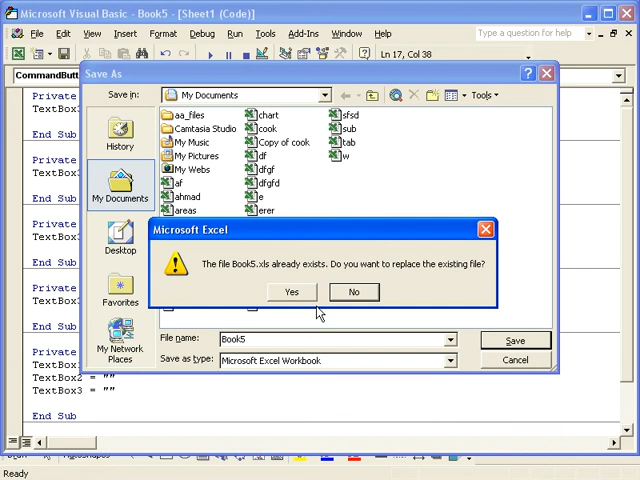 Microsoft Visual Basic - Book5 - [Sheet1 (Code)]
File Edit View Insert Format Debug Run Tools Add-Ins Window Help Type a question for help
Ln 17, Col 38
CommandButt
Save As
Save in: My Documents Tools
History
My Documents
Desktop
Favorites
My Network
Places
aa_files
Camtasia Studio
My Music
My Pictures
My Webs
af
ahmad
areas
chart
cook
Copy of cook
df
dfgf
dfgfd
e
erer
sfsd
sub
tab
w
Microsoft Excel
The file Book5.xls already exists. Do you want to replace the existing file?
Yes No
File name: Book5 Save
Save as type: Microsoft Excel Workbook Cancel
Private
TextBox3
End Sub
Private
TextBox3
End Sub
Private
TextBox3
End Sub
Private
TextBox3
End Sub
Private
TextBox1
TextBox2 = ""
TextBox3 = ""
End Sub
Ready